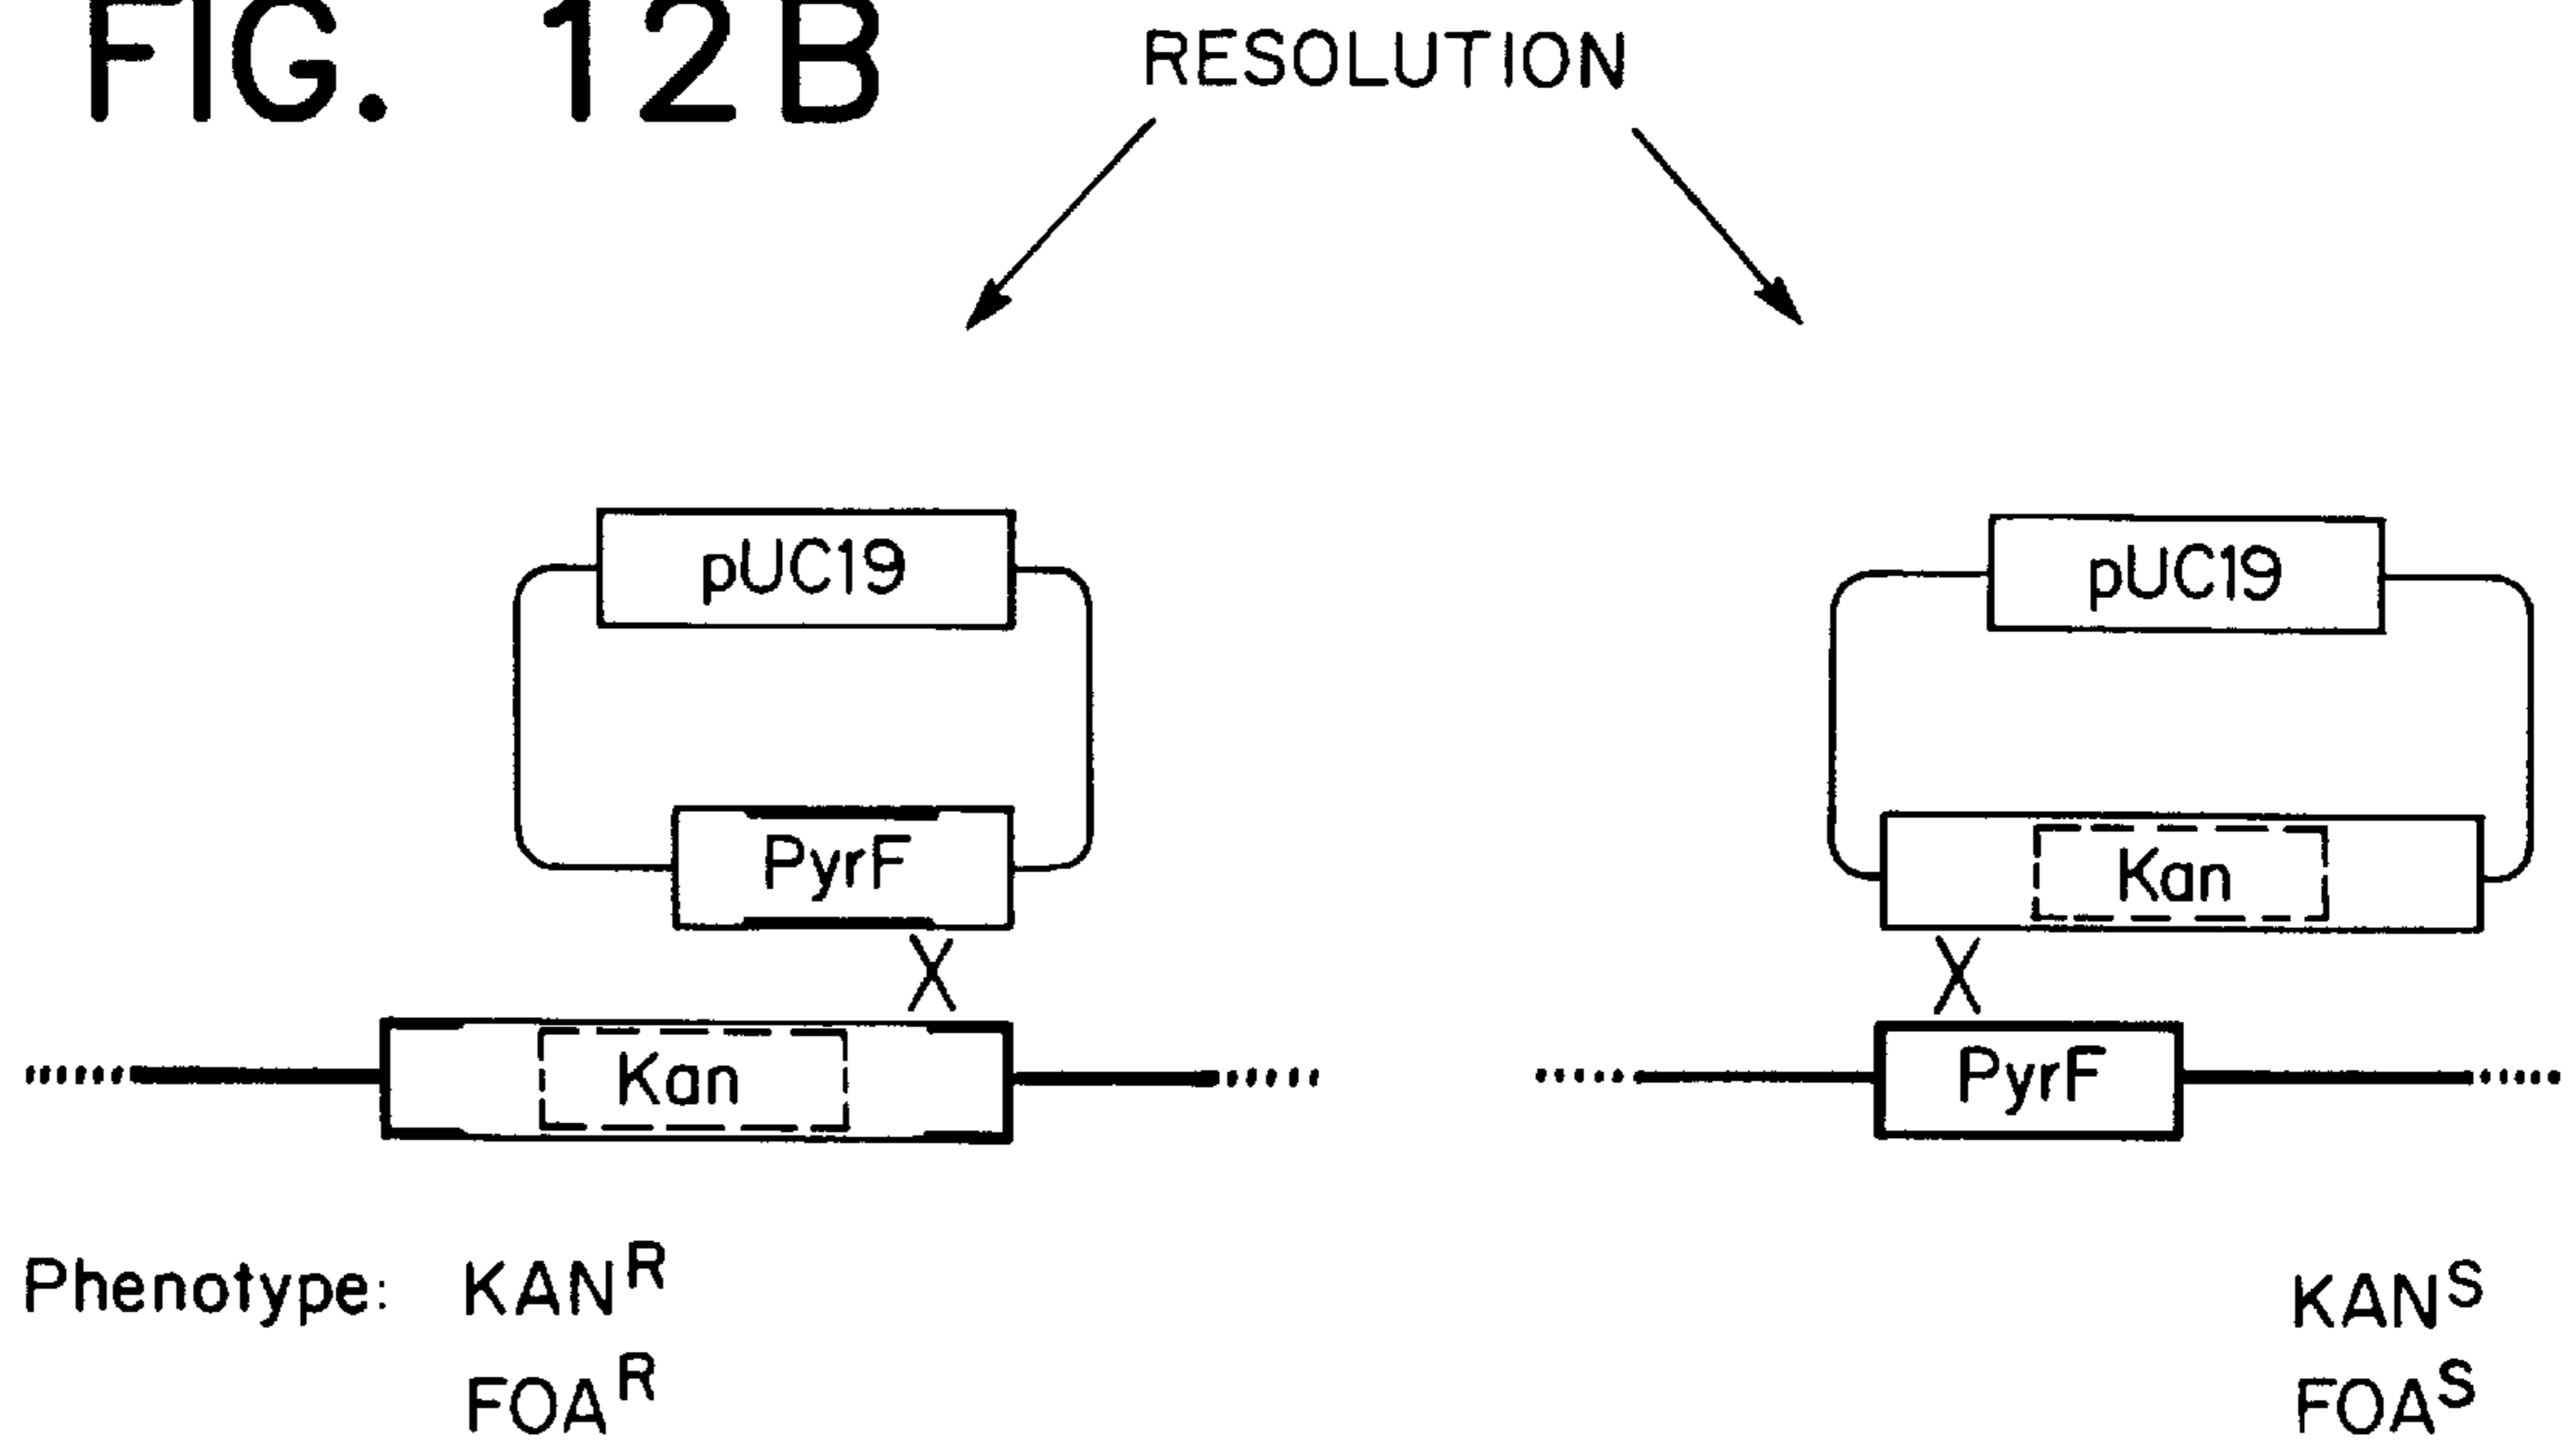 FIG. 12B
RESOLUTION
pUC19
pUC19
PyrF
Kan
X
X
Kan
PyrF
Phenotype: KAN^R
KAN^S
FOA^R
FOA^S